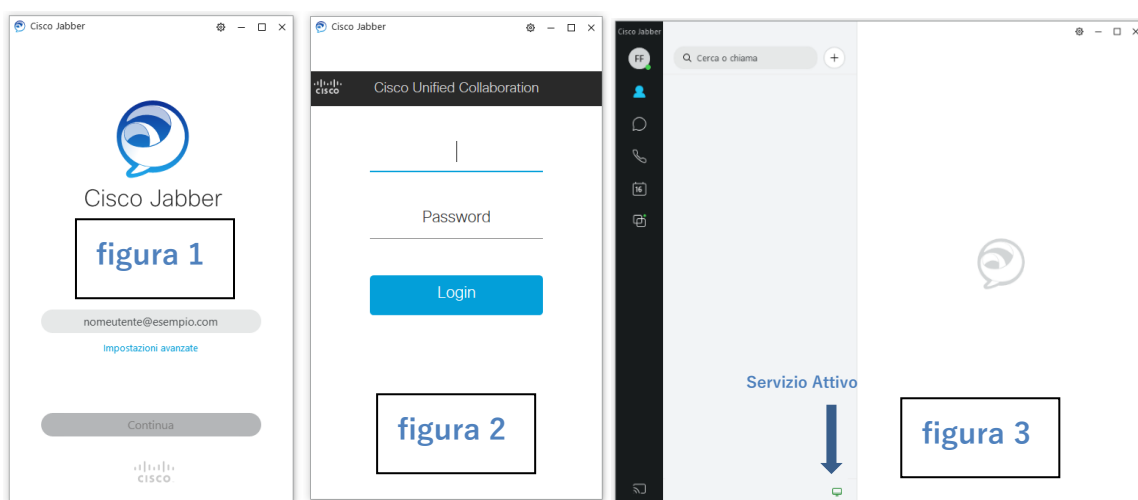 Cisco Jabber
Cisco Jabber
figura 1
nomeutente@esempio.com
Impostazioni avanzate
Continua
CISCO
Cisco Jabber
CISCO
Cisco Unified Collaboration
Password
Login
figura 2
Cisco Jabber
FF
Cerca o chiama
16
Servizio Attivo
figura 3